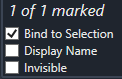 1 of 1 marked
Bind to Selection
Display Name
Invisible